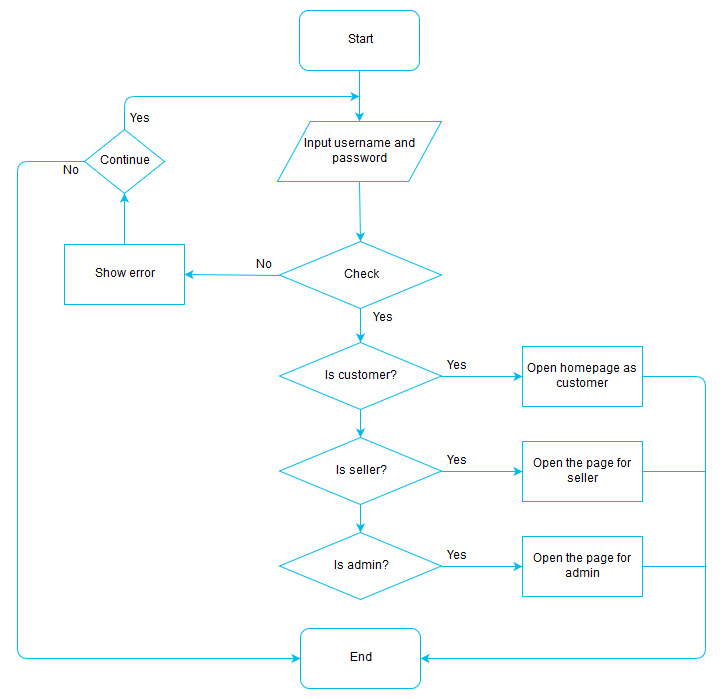 Start
Yes
Input username and
password
Continue
No
No
Show error
Check
Yes
Is customer?
Yes
Open homepage as
customer
Is seller?
Yes
Open the page for
seller
Is admin?
Yes
Open the page for
admin
End